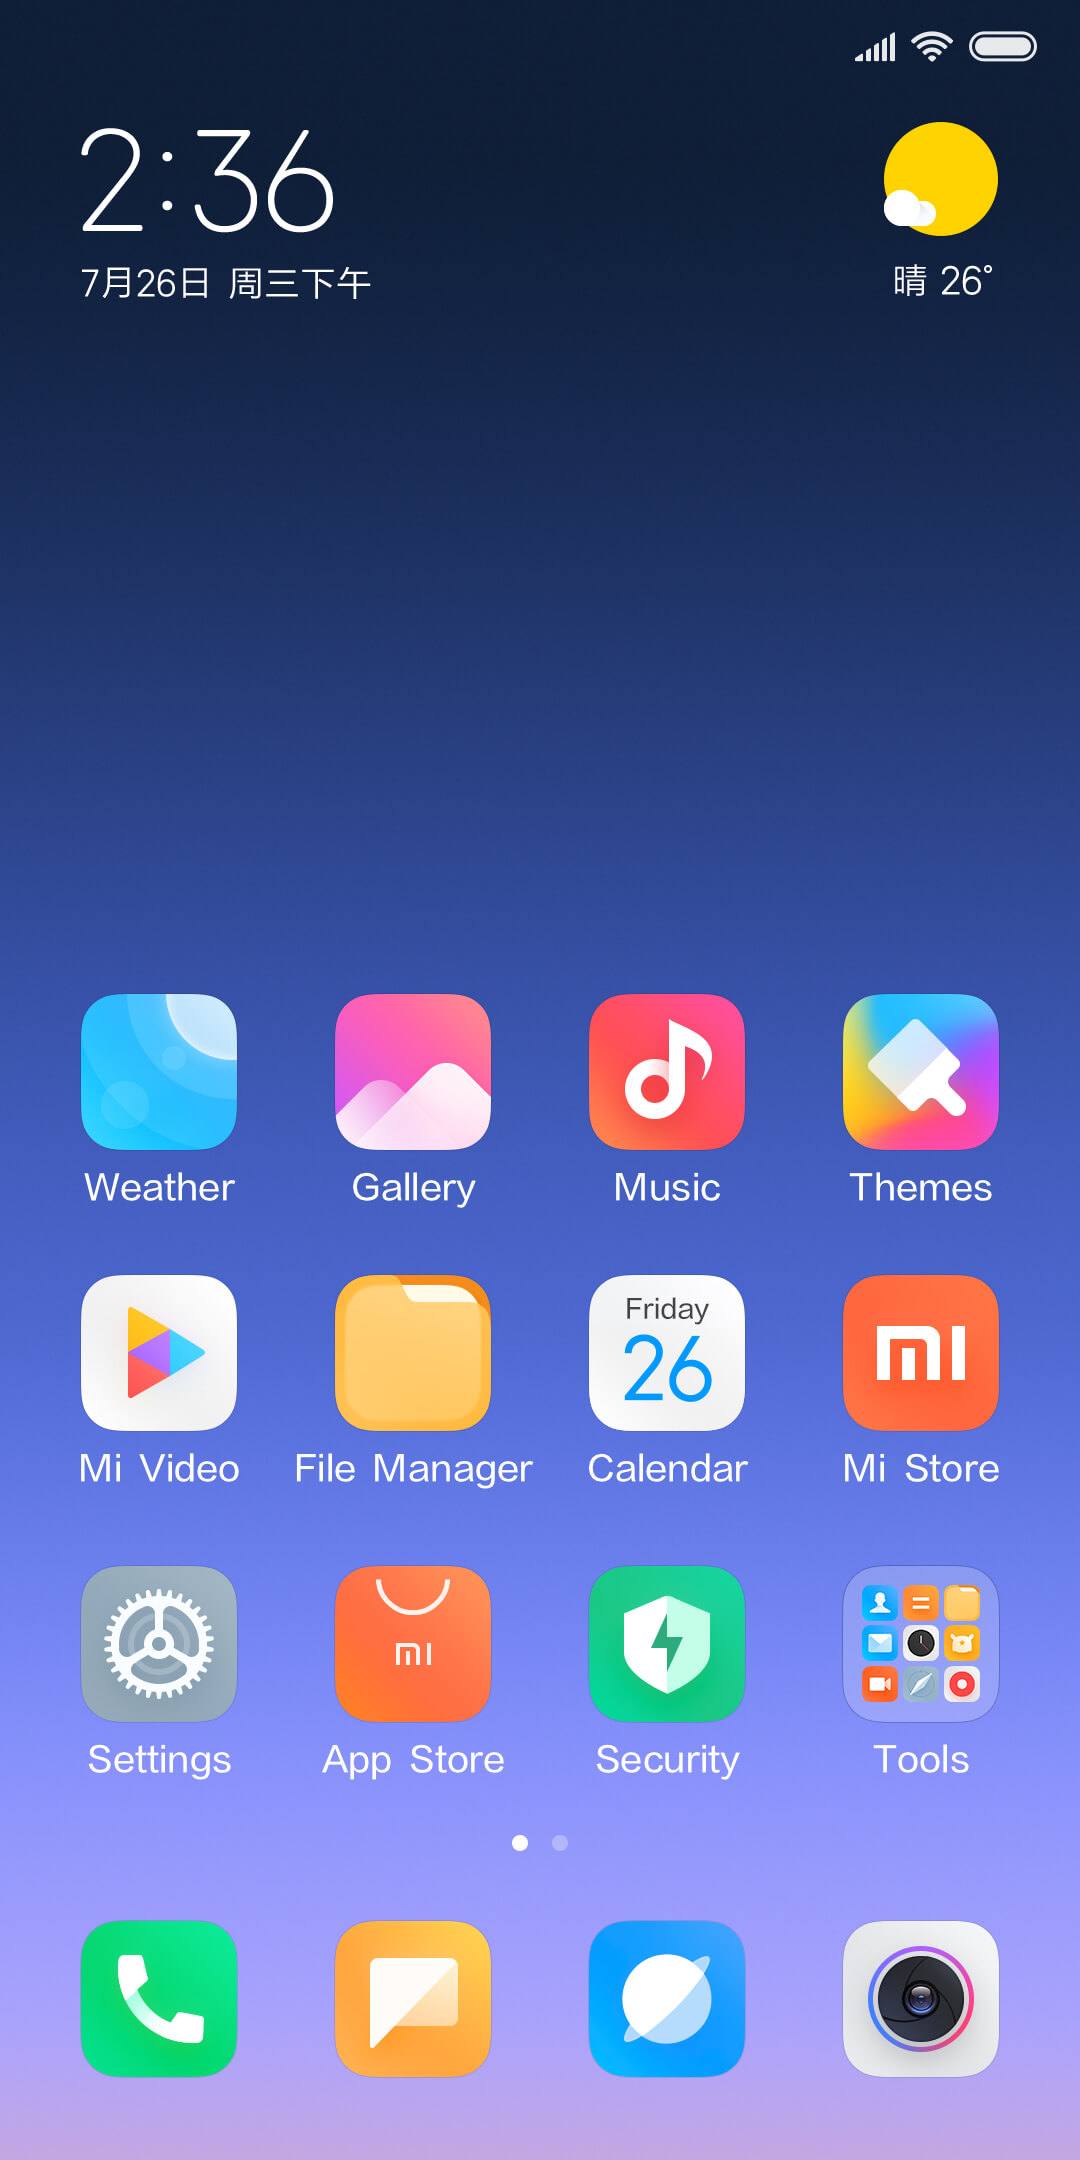 2:36
7月26日 周三下午
晴 26°
Weather
Gallery
Music
Themes
Friday
26
mi
Mi Video
File Manager
Calendar
Mi Store
mi
Settings
App Store
Security
Tools